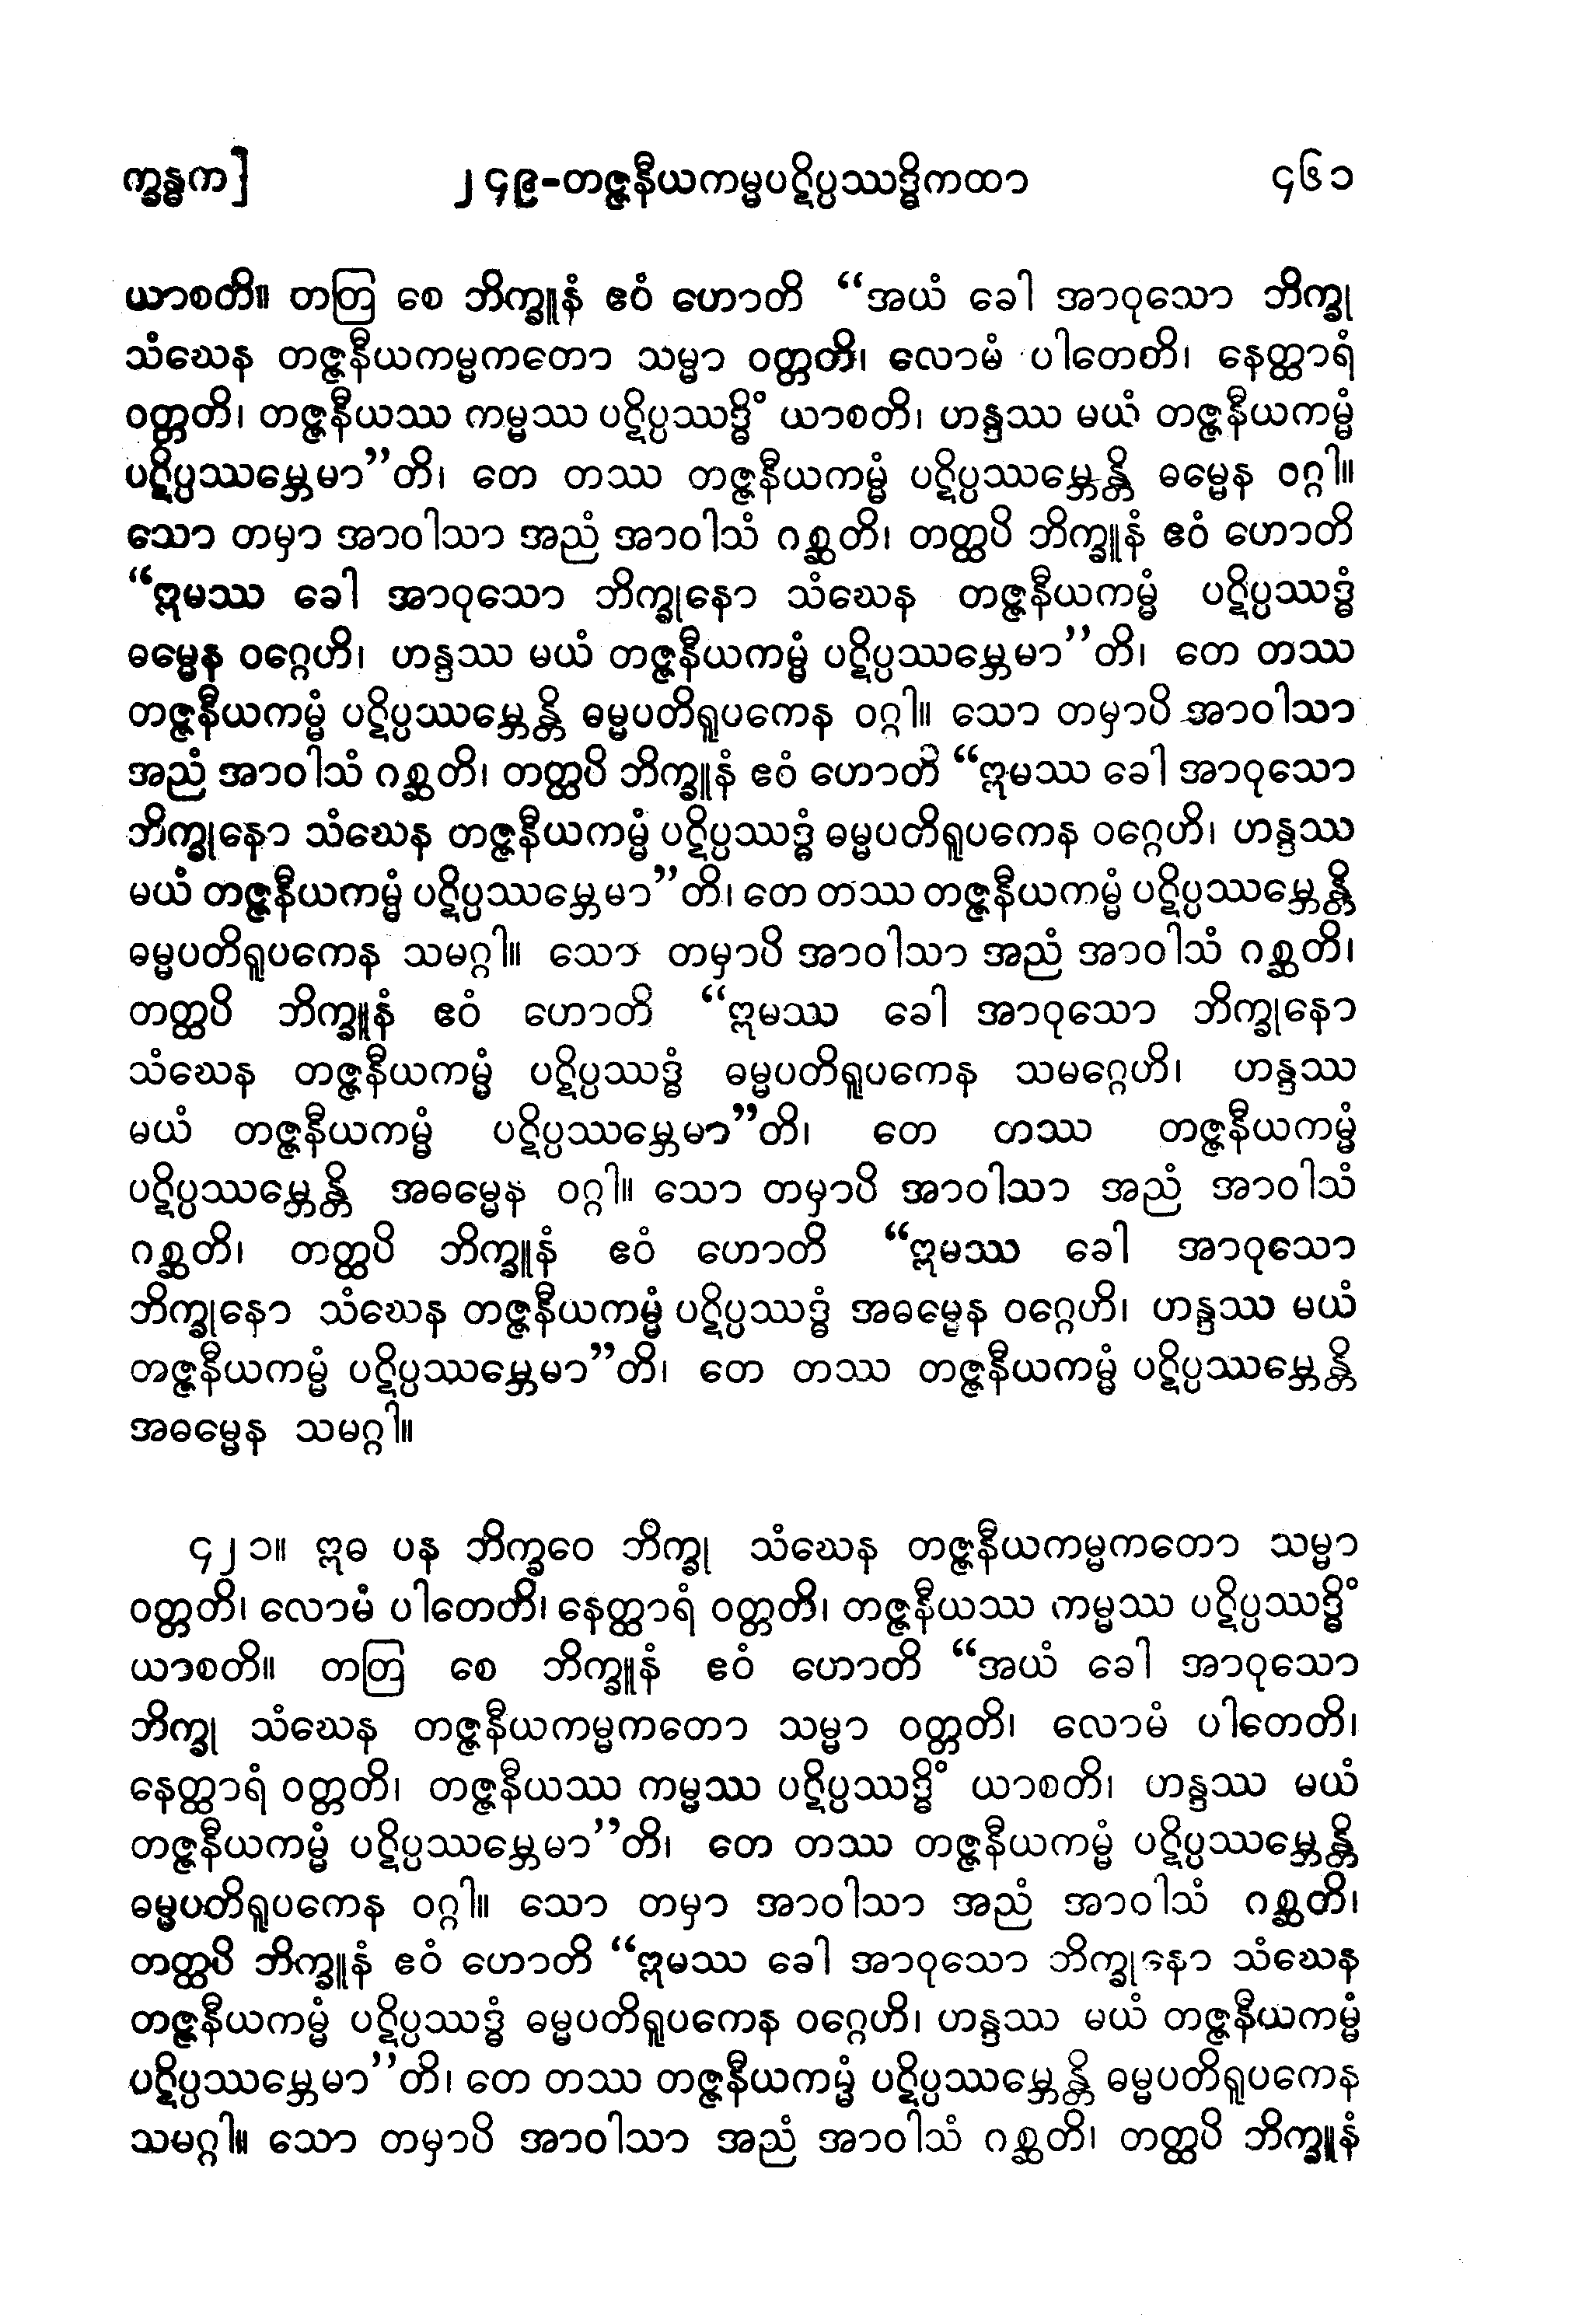 က္ခန္ဓက] ၂၄၉-တဇ္ဇနီယကမ္မပဋိပ္ပဿဒ္ဓိကထာ ၄၆၁
ယာစတိ။ တတြ စေ ဘိက္ခူနံ ဧဝံ ဟောတိ “အယံ ခေါ အာဝုသော ဘိက္ခု
သံဃေန တဇ္ဇနီယကမ္မကတော သမ္မာ ဝတ္တတိ၊ လောမံ ပါတေတိ၊ နေတ္ထာရံ
ဝတ္တတိ၊ တဇ္ဇနီယဿ ကမ္မဿ ပဋိပ္ပဿဒ္ဓိံ ယာစတိ၊ ဟန္ဒဿ မယံ တဇ္ဇနီယကမ္မံ
ပဋိပ္ပဿမ္ဘေမာ”တိ၊ တေ တဿ တဇ္ဇနီယကမ္မံ ပဋိပ္ပဿမ္ဘေန္တိ ဓမ္မေန ဝဂ္ဂါ။
သော တမှာ အာဝါသာ အညံ အာဝါသံ ဂစ္ဆတိ၊ တတ္ထပိ ဘိက္ခူနံ ဧဝံ ဟောတိ
“ဣမဿ ခေါ အာဝုသော ဘိက္ခုနော သံဃေန တဇ္ဇနီယကမ္မံ ပဋိပ္ပဿဒ္ဓံ
ဓမ္မေန ဝဂ္ဂေဟိ၊ ဟန္ဒဿ မယံ တဇ္ဇနီယကမ္မံ ပဋိပ္ပဿမ္ဘေမာ”တိ၊ တေ တဿ
တဇ္ဇနီယကမ္မံ ပဋိပ္ပဿမ္ဘေန္တိ ဓမ္မပတိရူပကေန ဝဂ္ဂါ။ သော တမှာပိ အာဝါသာ
အညံ အာဝါသံ ဂစ္ဆတိ၊ တတ္ထပိ ဘိက္ခူနံ ဧဝံ ဟောတိ “ဣမဿ ခေါ အာဝုသော
ဘိက္ခုနော သံဃေန တဇ္ဇနီယကမ္မံ ပဋိပ္ပဿဒ္ဓံ ဓမ္မပတိရူပကေန ဝဂ္ဂေဟိ၊ ဟန္ဒဿ
မယံ တဇ္ဇနီယကမ္မံ ပဋိပ္ပဿမ္ဘေမာ”တိ၊ တေ တဿ တဇ္ဇနီယကမ္မံ ပဋိပ္ပဿမ္ဘေန္တိ
ဓမ္မပတိရူပကေန သမဂ္ဂါ။ သော တမှာပိ အာဝါသာ အညံ အာဝါသံ ဂစ္ဆတိ၊
တတ္ထပိ ဘိက္ခူနံ ဧဝံ ဟောတိ “ဣမဿ ခေါ အာဝုသော ဘိက္ခုနော
သံဃေန တဇ္ဇနီယကမ္မံ ပဋိပ္ပဿဒ္ဓံ ဓမ္မပတိရူပကေန သမဂ္ဂေဟိ၊ ဟန္ဒဿ
မယံ တဇ္ဇနီယကမ္မံ ပဋိပ္ပဿမ္ဘေမာ”တိ၊ တေ တဿ တဇ္ဇနီယကမ္မံ
ပဋိပ္ပဿမ္ဘေန္တိ အဓမ္မေန ဝဂ္ဂါ။ သော တမှာပိ အာဝါသာ အညံ အာဝါသံ
ဂစ္ဆတိ၊ တတ္ထပိ ဘိက္ခူနံ ဧဝံ ဟောတိ “ဣမဿ ခေါ အာဝုသော
ဘိက္ခုနော သံဃေန တဇ္ဇနီယကမ္မံ ပဋိပ္ပဿဒ္ဓံ အဓမ္မေန ဝဂ္ဂေဟိ၊ ဟန္ဒဿ မယံ
တဇ္ဇနီယကမ္မံ ပဋိပ္ပဿမ္ဘေမာ”တိ၊ တေ တဿ တဇ္ဇနီယကမ္မံ ပဋိပ္ပဿမ္ဘေန္တိ
အဓမ္မေန သမဂ္ဂါ။
၄၂၁။ ဣဓ ပန ဘိက္ခဝေ ဘိက္ခု သံဃေန တဇ္ဇနီယကမ္မကတော သမ္မာ
ဝတ္တတိ၊ လောမံ ပါတေတိ၊ နေတ္ထာရံ ဝတ္တတိ၊ တဇ္ဇနီယဿ ကမ္မဿ ပဋိပ္ပဿဒ္ဓိံ
ယာစတိ။ တတြ စေ ဘိက္ခူနံ ဧဝံ ဟောတိ “အယံ ခေါ အာဝုသော
ဘိက္ခု သံဃေန တဇ္ဇနီယကမ္မကတော သမ္မာ ဝတ္တတိ၊ လောမံ ပါတေတိ၊
နေတ္ထာရံ ဝတ္တတိ၊ တဇ္ဇနီယဿ ကမ္မဿ ပဋိပ္ပဿဒ္ဓိံ ယာစတိ၊ ဟန္ဒဿ မယံ
တဇ္ဇနီယကမ္မံ ပဋိပ္ပဿမ္ဘေမာ”တိ၊ တေ တဿ တဇ္ဇနီယကမ္မံ ပဋိပ္ပဿမ္ဘေန္တိ
ဓမ္မပတိရူပကေန ဝဂ္ဂါ။ သော တမှာ အာဝါသာ အညံ အာဝါသံ ဂစ္ဆတိ၊
တတ္ထပိ ဘိက္ခူနံ ဧဝံ ဟောတိ “ဣမဿ ခေါ အာဝုသော ဘိက္ခုနော သံဃေန
တဇ္ဇနီယကမ္မံ ပဋိပ္ပဿဒ္ဓံ ဓမ္မပတိရူပကေန ဝဂ္ဂေဟိ၊ ဟန္ဒဿ မယံ တဇ္ဇနီယကမ္မံ
ပဋိပ္ပဿမ္ဘေမာ”တိ၊ တေ တဿ တဇ္ဇနီယကမ္မံ ပဋိပ္ပဿမ္ဘေန္တိ ဓမ္မပတိရူပကေန
သမဂ္ဂါ။ သော တမှာပိ အာဝါသာ အညံ အာဝါသံ ဂစ္ဆတိ၊ တတ္ထပိ ဘိက္ခူနံ